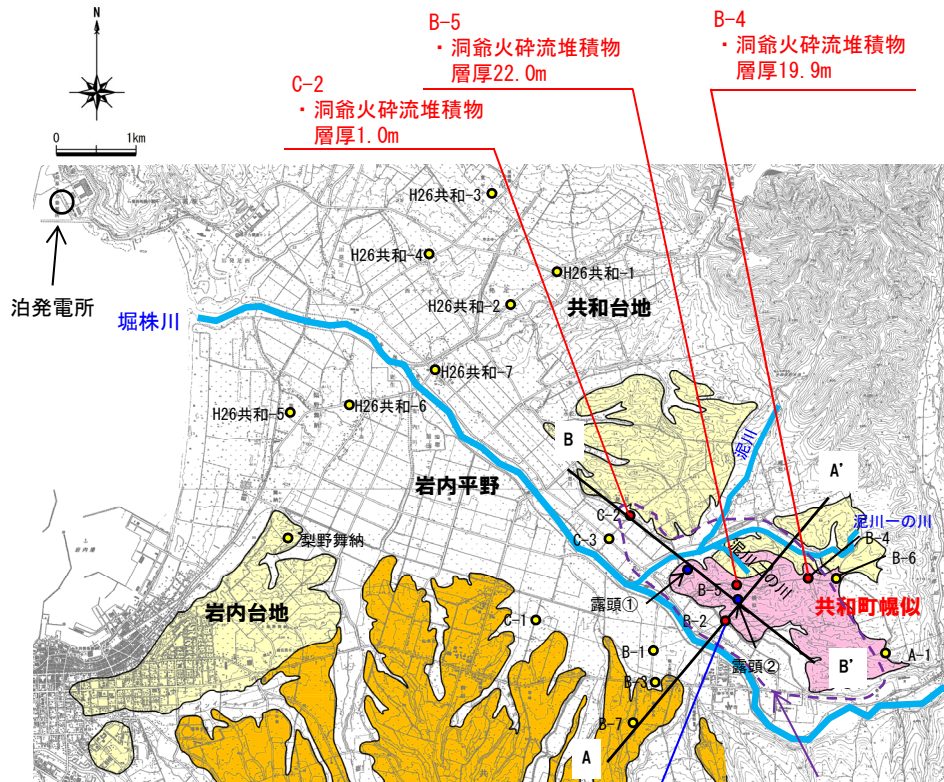 B-5
・洞爺火砕流堆積物
層厚22.0m
B-4
・洞爺火砕流堆積物
層厚19.9m
C-2
・洞爺火砕流堆積物
層厚1.0m
N
0
1km
泊発電所
堀株川
H26共和-3
H26共和-4
H26共和-1
H26共和-2
共和台地
H26共和-7
H26共和-6
H26共和-5
B
泥川
A'
岩内平野
C-2
泥川一の川
B-4
C-3
泥川一の川
B-6
梨野舞納
B-5
露頭①
共和町幌似
岩内台地
C-1
B-2
B-1
露頭②
B'
A-1
B-3
B-7
A